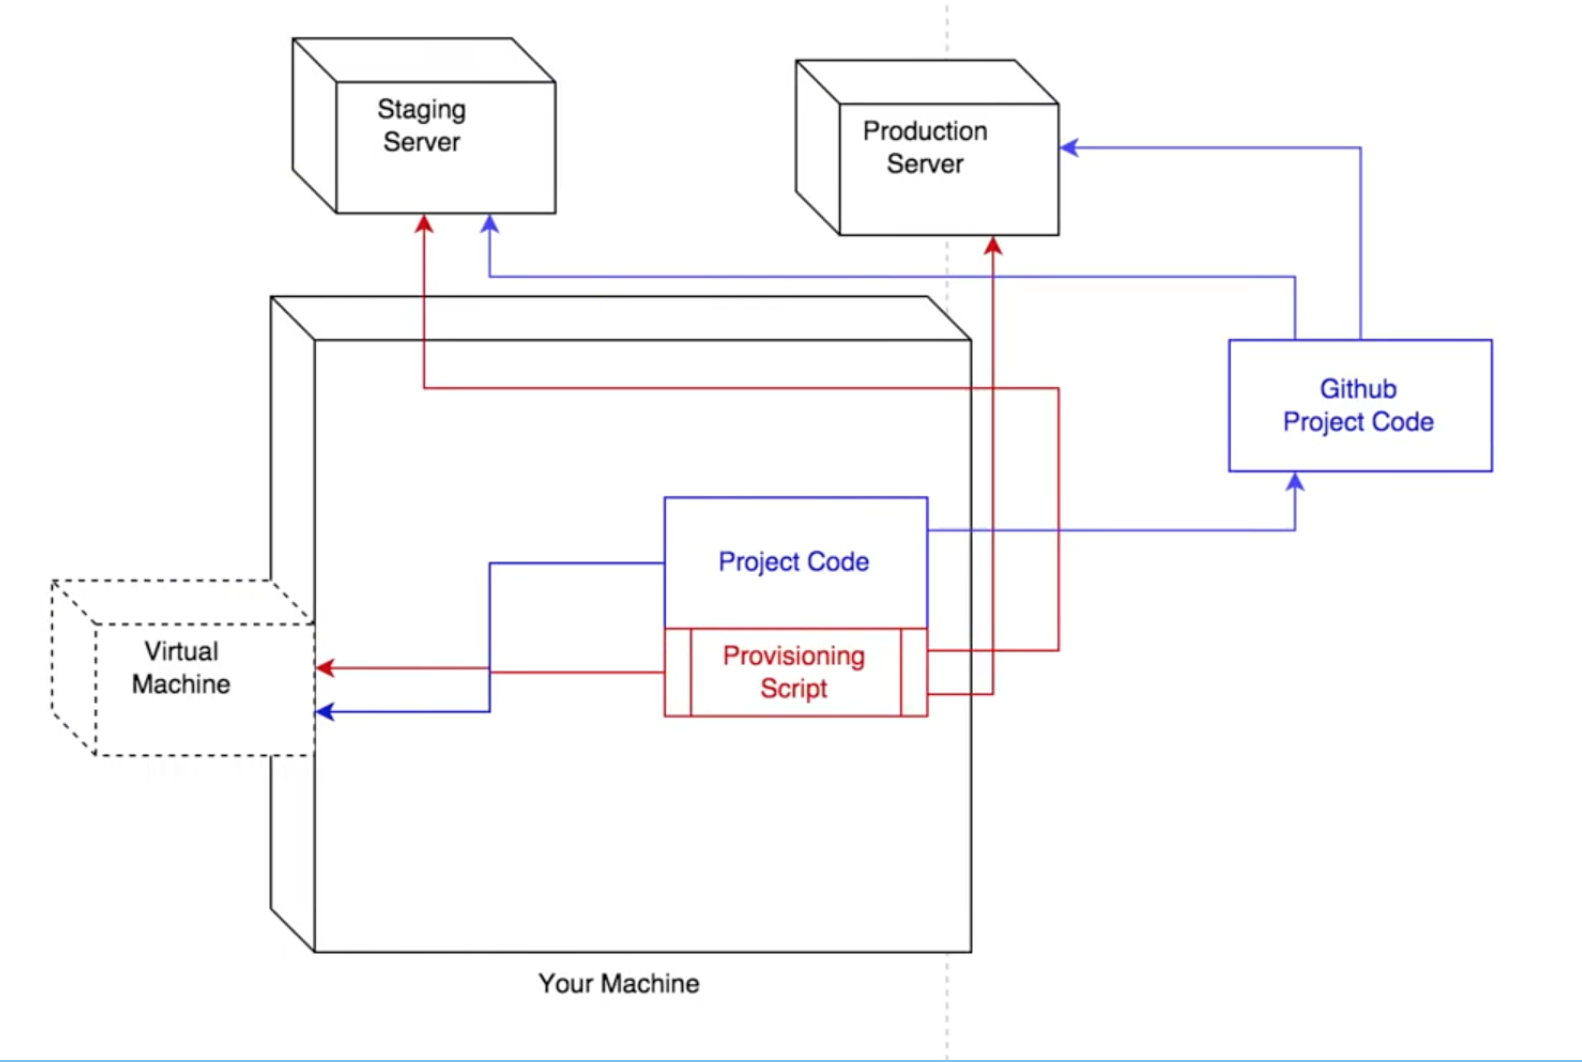 Staging
Server
Production
Server
Github
Project Code
Project Code
Virtual
Machine
Provisioning
Script
Your Machine